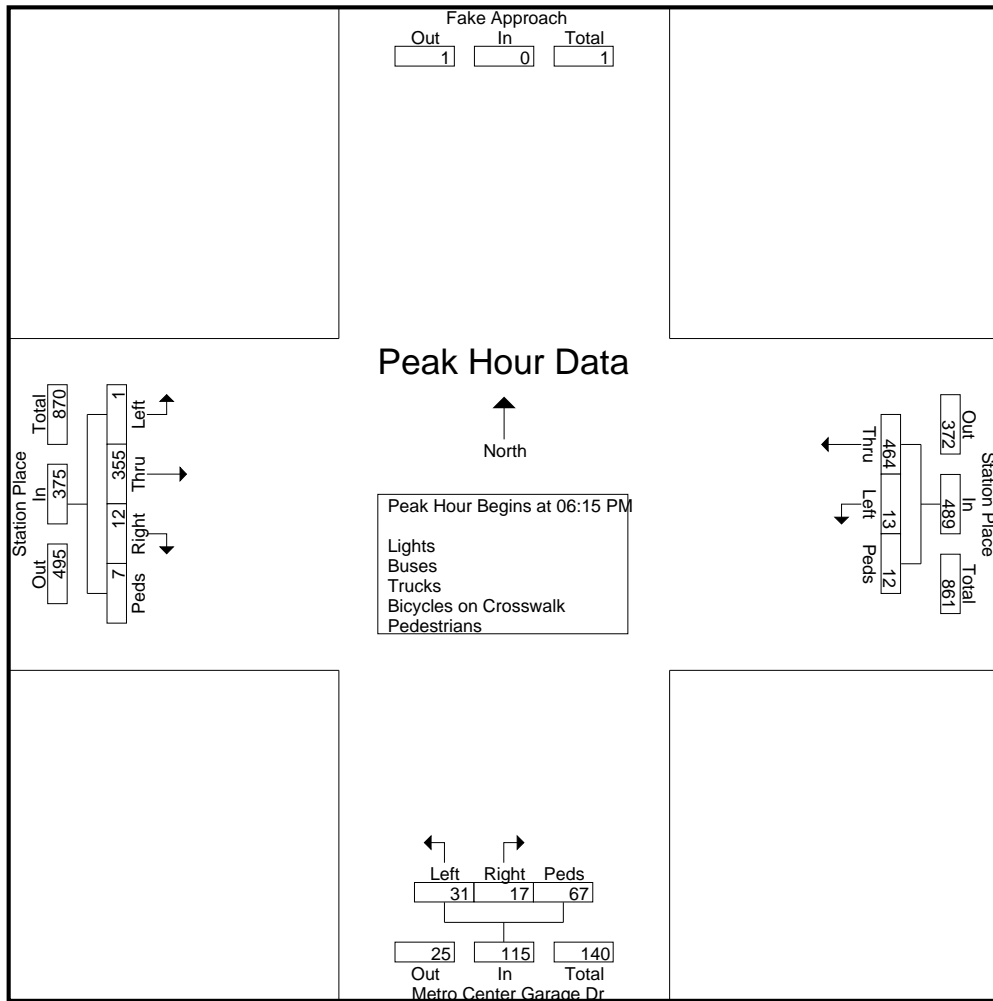 Fake Approach
Out In Total
1 0 1
Peak Hour Data
North
Peak Hour Begins at 06:15 PM
Lights
Buses
Trucks
Bicycles on Crosswalk
Pedestrians
Station Place
Out In Total
495 375 870
Left Thru Right Peds
1 355 12 7
Station Place
Out In Total
372 489 861
Thru Left Peds
464 13 12
Left Right Peds
31 17 67
25 115 140
Out In Total
Metro Center Garage Dr